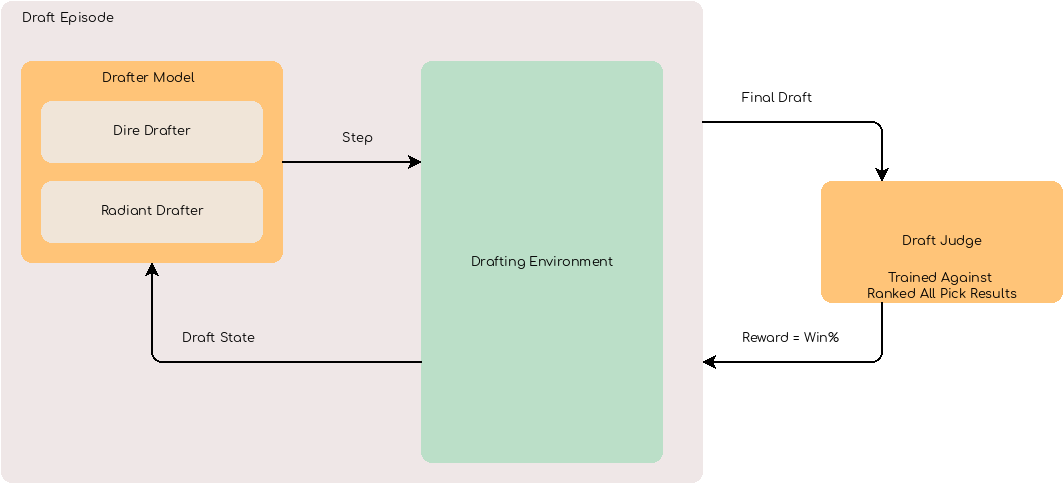 Draft Episode
Drafter Model
Dire Drafter
Radiant Drafter
Step
Draft State
Drafting Environment
Final Draft
Draft Judge
Trained Against
Ranked All Pick Results
Reward = Win%